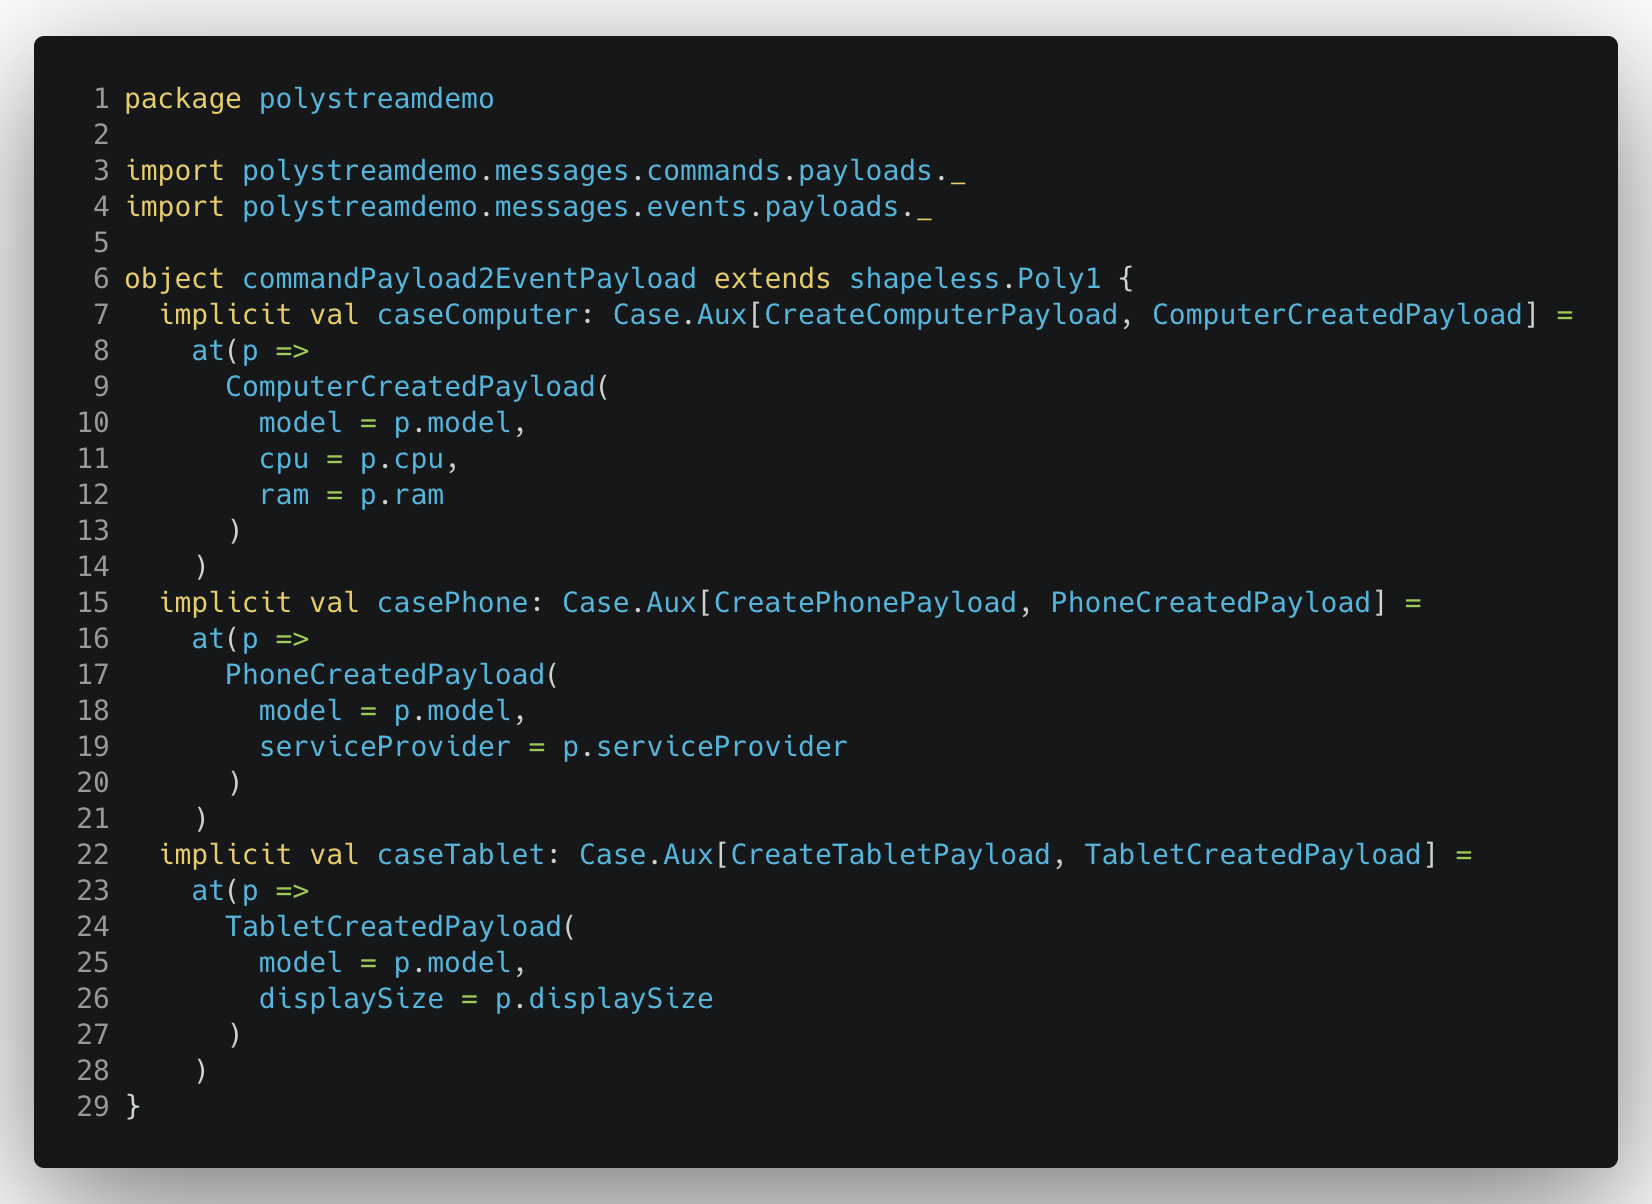 1 package polystreamdemo
2
3 import polystreamdemo.messages.commands.payloads._
4 import polystreamdemo.messages.events.payloads._
5
6 object commandPayload2EventPayload extends shapeless.Poly1 {
7   implicit val caseComputer: Case.Aux[CreateComputerPayload, ComputerCreatedPayload] =
8     at(p =>
9       ComputerCreatedPayload(
10         model = p.model,
11         cpu = p.cpu,
12         ram = p.ram
13       )
14     )
15   implicit val casePhone: Case.Aux[CreatePhonePayload, PhoneCreatedPayload] =
16     at(p =>
17       PhoneCreatedPayload(
18         model = p.model,
19         serviceProvider = p.serviceProvider
20       )
21     )
22   implicit val caseTablet: Case.Aux[CreateTabletPayload, TabletCreatedPayload] =
23     at(p =>
24       TabletCreatedPayload(
25         model = p.model,
26         displaySize = p.displaySize
27       )
28     )
29 }